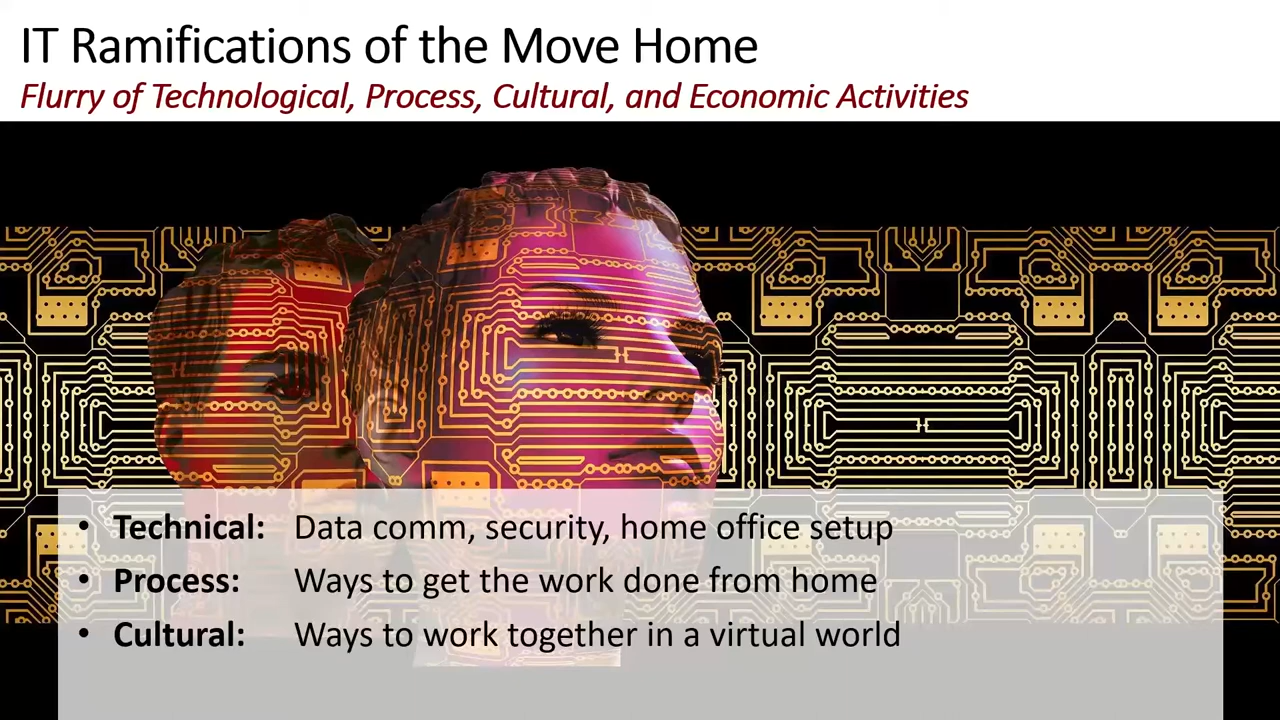 IT Ramifications of the Move Home
Flurry of Technological, Process, Cultural, and Economic Activities
• Technical: Data comm, security, home office setup
• Process: Ways to get the work done from home
• Cultural: Ways to work together in a virtual world